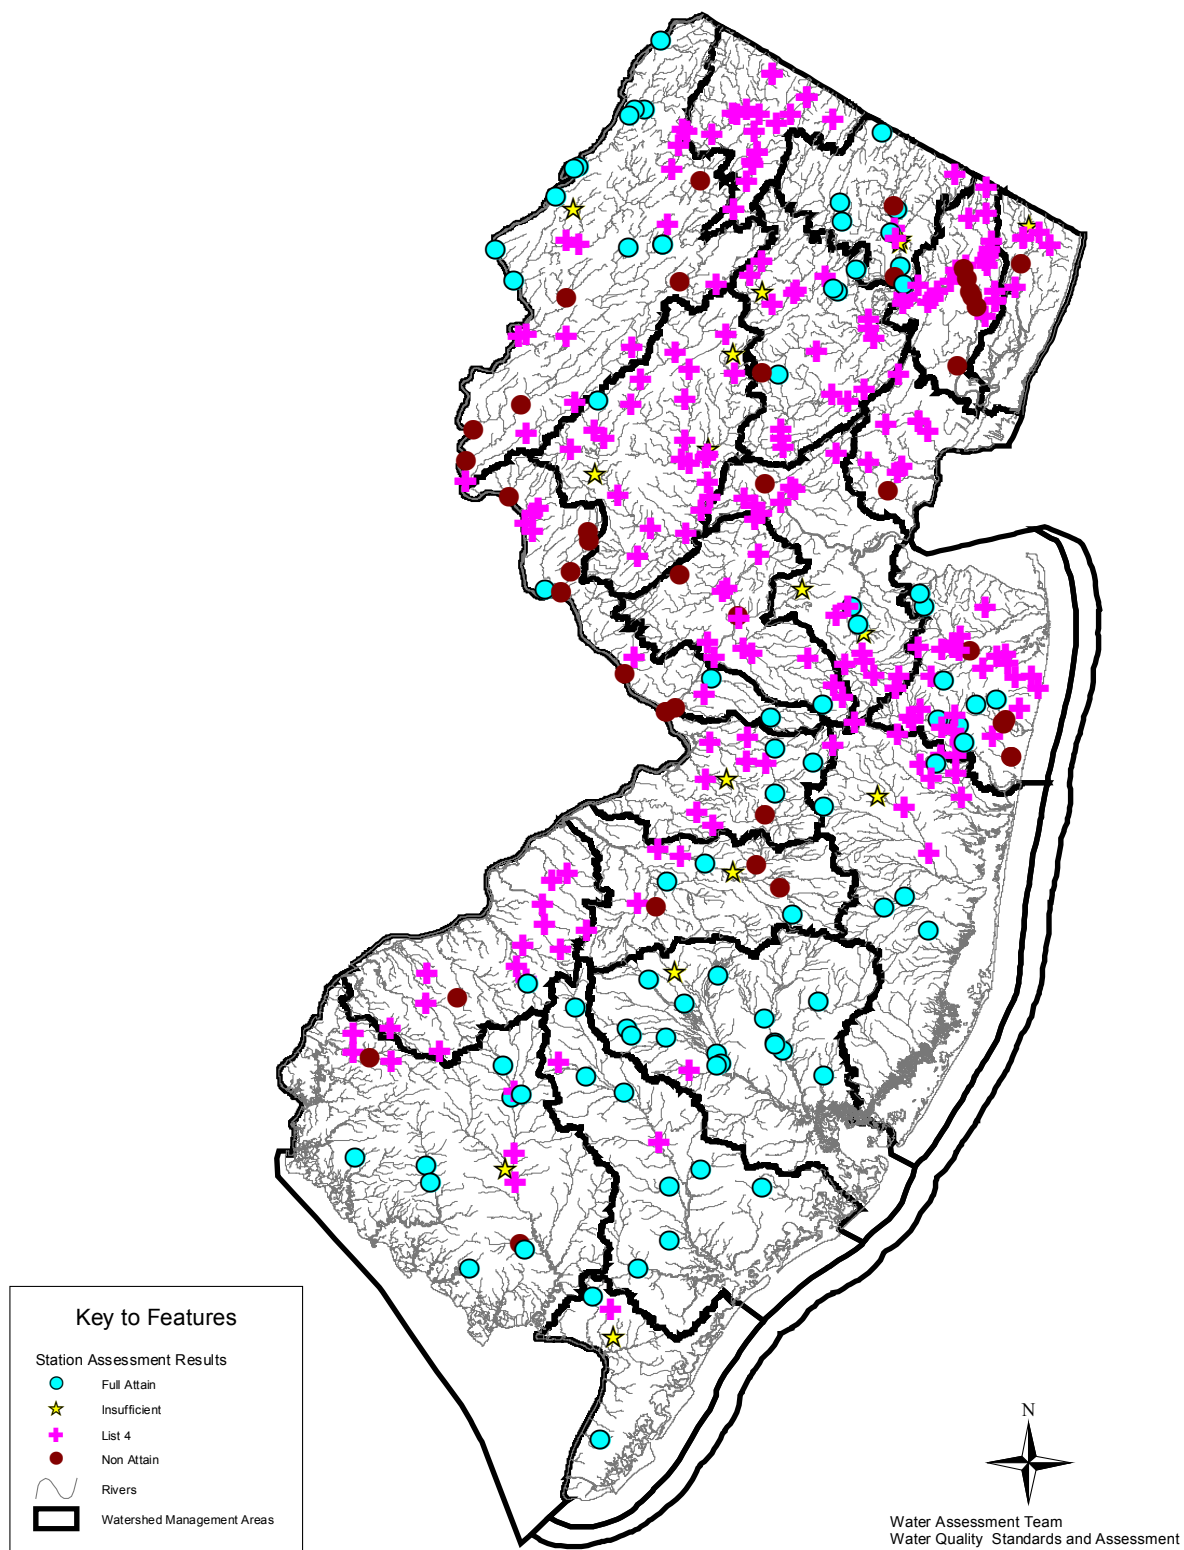 Key to Features
Station Assessment Results
Full Attain
Insufficient
List 4
Non Attain
Rivers
Watershed Management Areas
N
Water Assessment Team
Water Quality Standards and Assessment